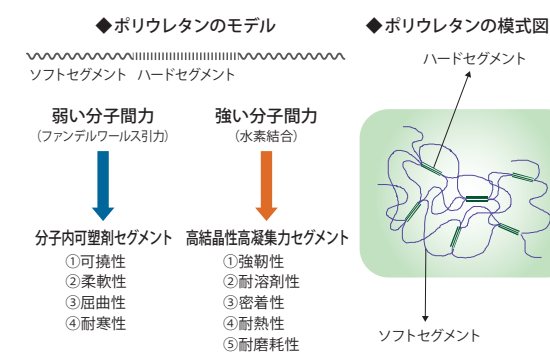 ◆ポリウレタンのモデル
ソフトセグメント ハードセグメント
弱い分子間力
(ファンデルワールス引力)
分子内可塑剤セグメント
①可撓性
②柔軟性
③屈曲性
④耐寒性
強い分子間力
(水素結合)
高結晶性高凝集力セグメント
①強靭性
②耐溶剤性
③密着性
④耐熱性
⑤耐磨耗性
◆ポリウレタンの模式図
ハードセグメント
ソフトセグメント